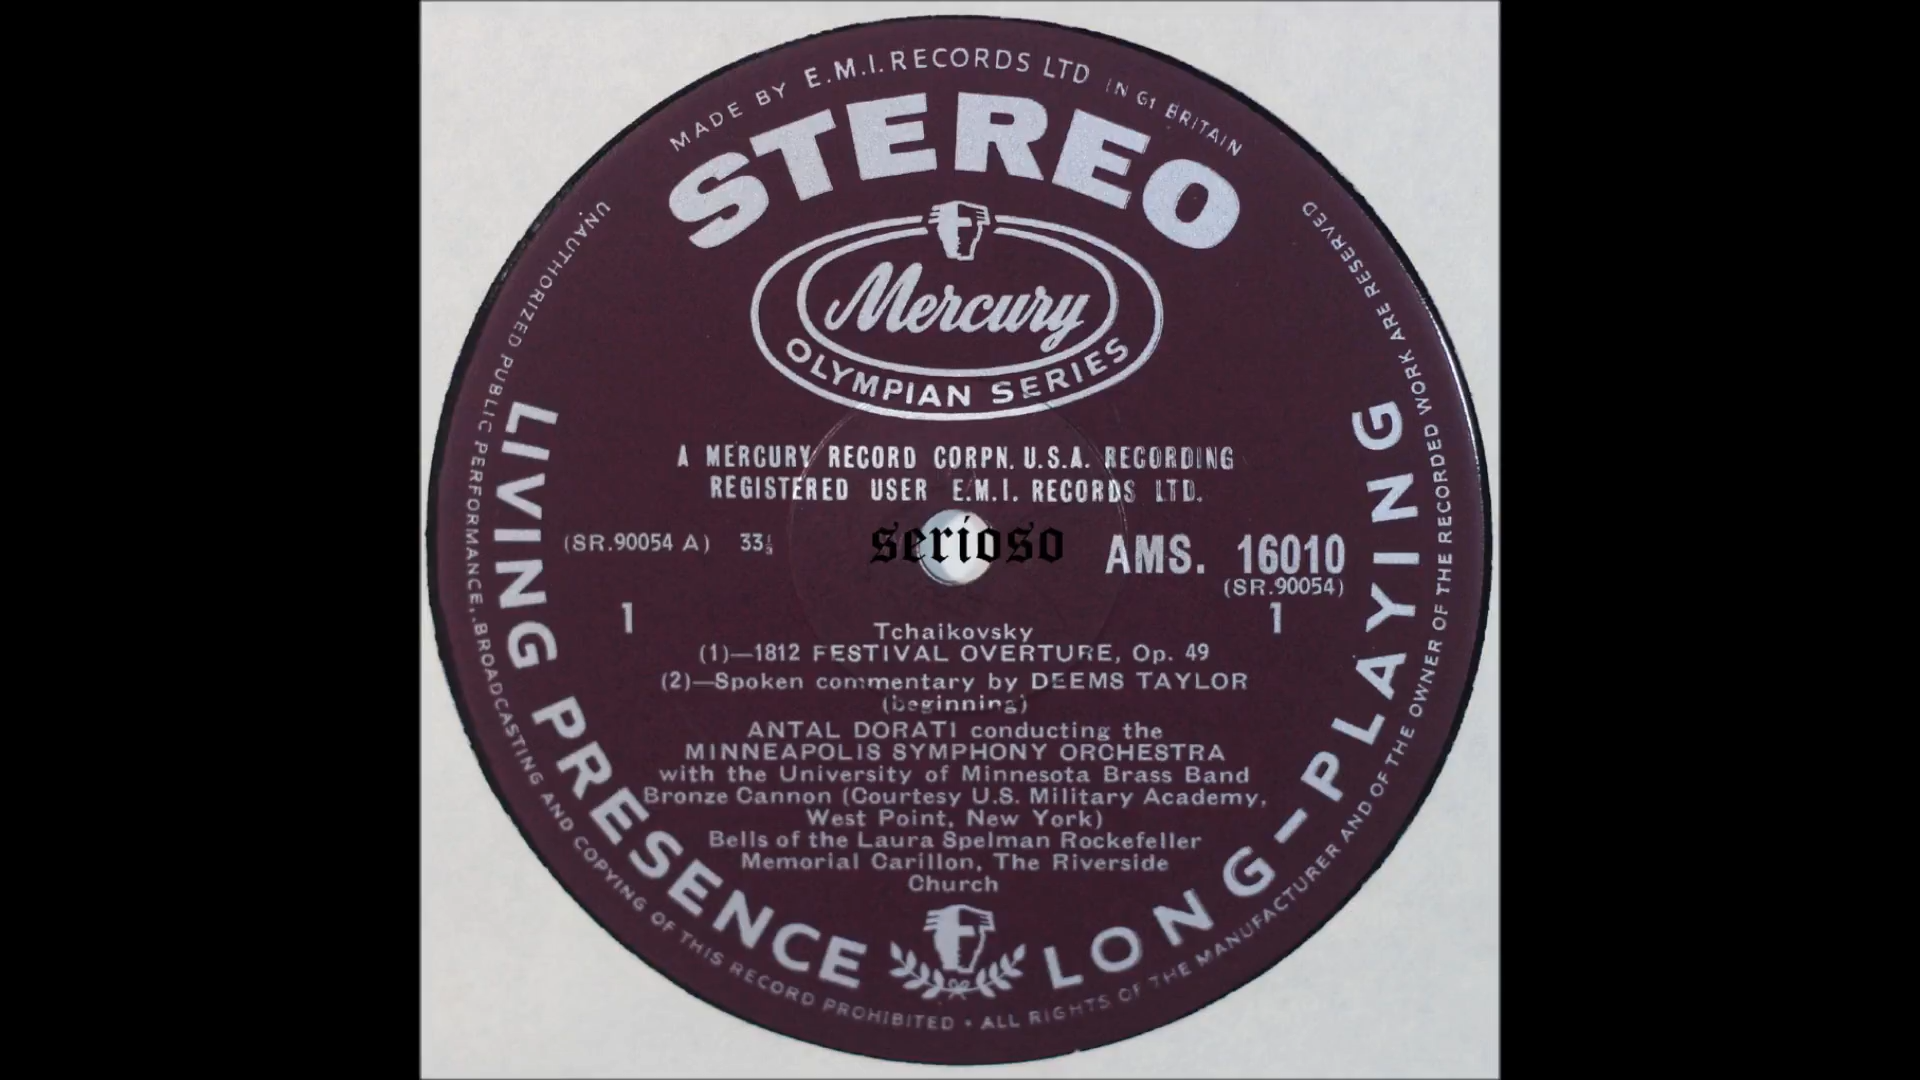 MADE BY E.M.I. RECORDS LTD IN Gt BRITAIN
STEREO
Mercury
OLYMPIAN SERIES
A MERCURY RECORD CORPN. U.S.A. RECORDING
REGISTERED USER E.M.I. RECORDS LTD.
(SR.90054 A) 33⅓ serioso AMS. 16010
(SR.90054)
1 1
Tchaikovsky
(1)—1812 FESTIVAL OVERTURE, Op. 49
(2)—Spoken commentary by DEEMS TAYLOR
(beginning)
ANTAL DORATI conducting the
MINNEAPOLIS SYMPHONY ORCHESTRA
with the University of Minnesota Brass Band
Bronze Cannon (Courtesy U.S. Military Academy,
West Point, New York)
Bells of the Laura Spelman Rockefeller
Memorial Carillon, The Riverside
Church
LIVING PRESENCE
LONG-PLAYING
UNAUTHORIZED PUBLIC PERFORMANCE, BROADCASTING AND COPYING OF THIS RECORD PROHIBITED • ALL RIGHTS OF THE MANUFACTURER AND OF THE OWNER OF THE RECORDED WORK ARE RESERVED